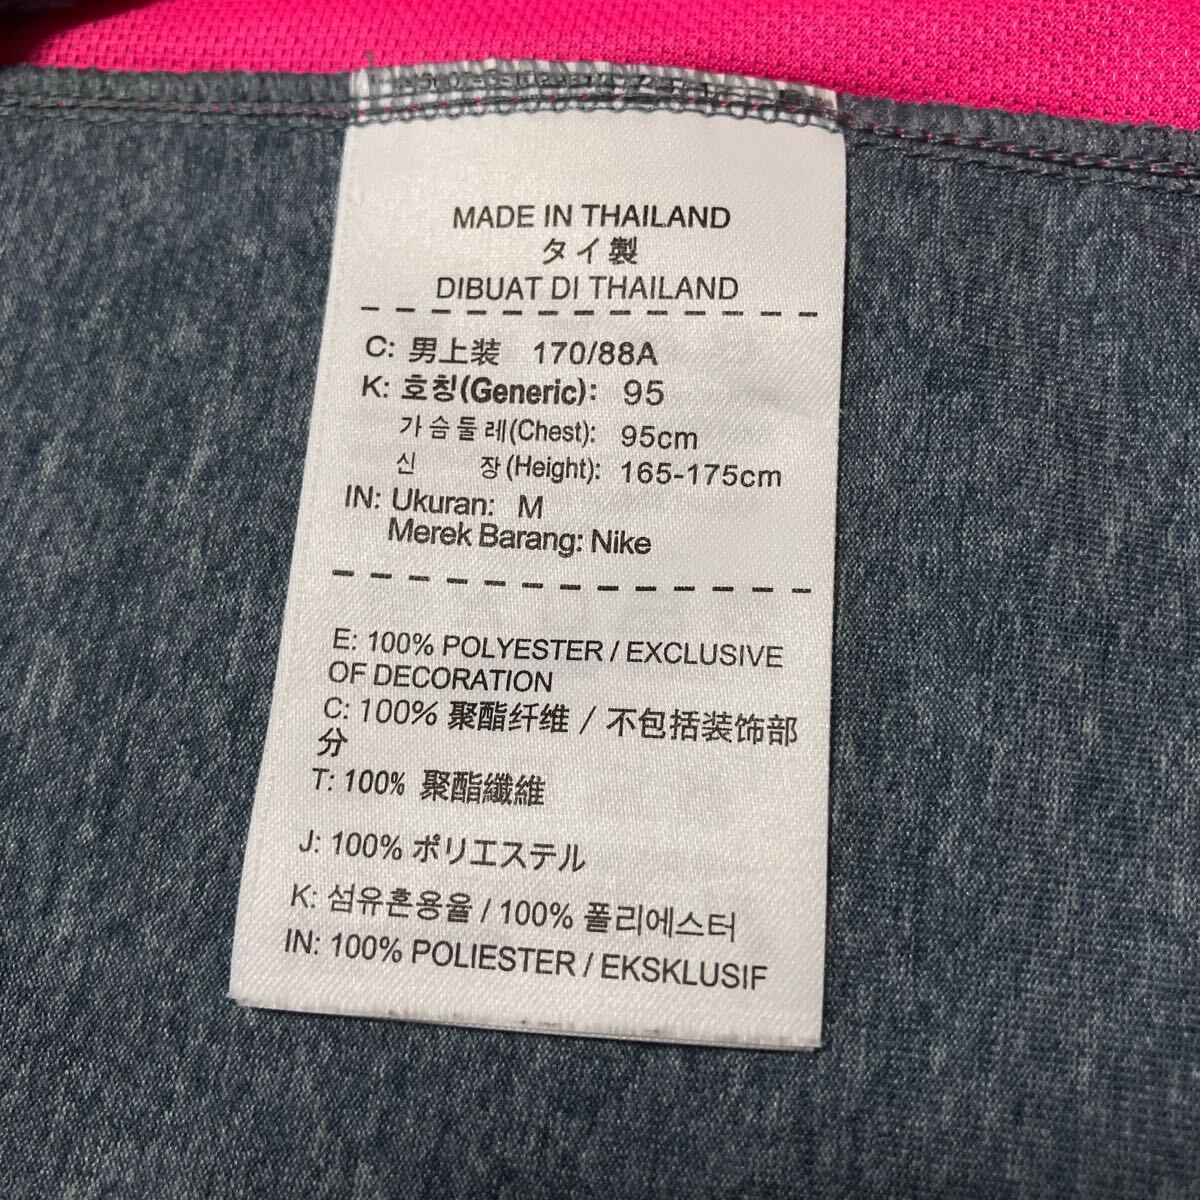 MADE IN THAILAND
タイ製
DIBUAT DI THAILAND
C: 男上装 170/88A
K: 호칭(Generic): 95
가슴둘레(Chest): 95cm
신 장(Height): 165-175cm
IN: Ukuran: M
Merek Barang: Nike
E: 100% POLYESTER / EXCLUSIVE
OF DECORATION
C: 100% 聚酯纤维 / 不包括装饰部
分
T: 100% 聚酯纖維
J: 100% ポリエステル
K: 섬유혼용율 / 100% 폴리에스터
IN: 100% POLIESTER / EKSKLUSIF